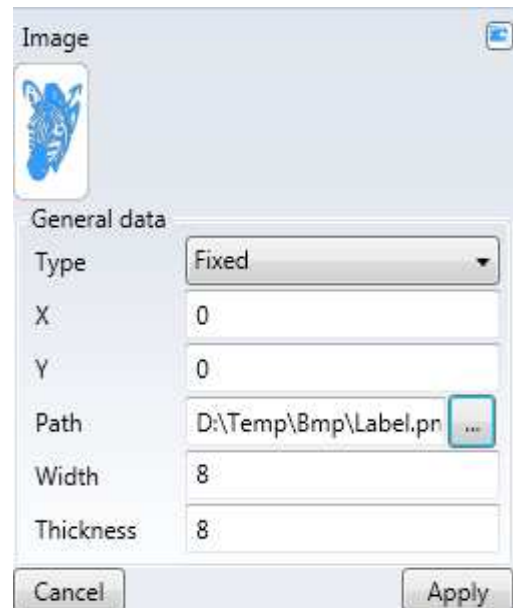 Image
General data
Type Fixed
X 0
Y 0
Path D:\Temp\Bmp\Label.pn ...
Width 8
Thickness 8
Cancel Apply